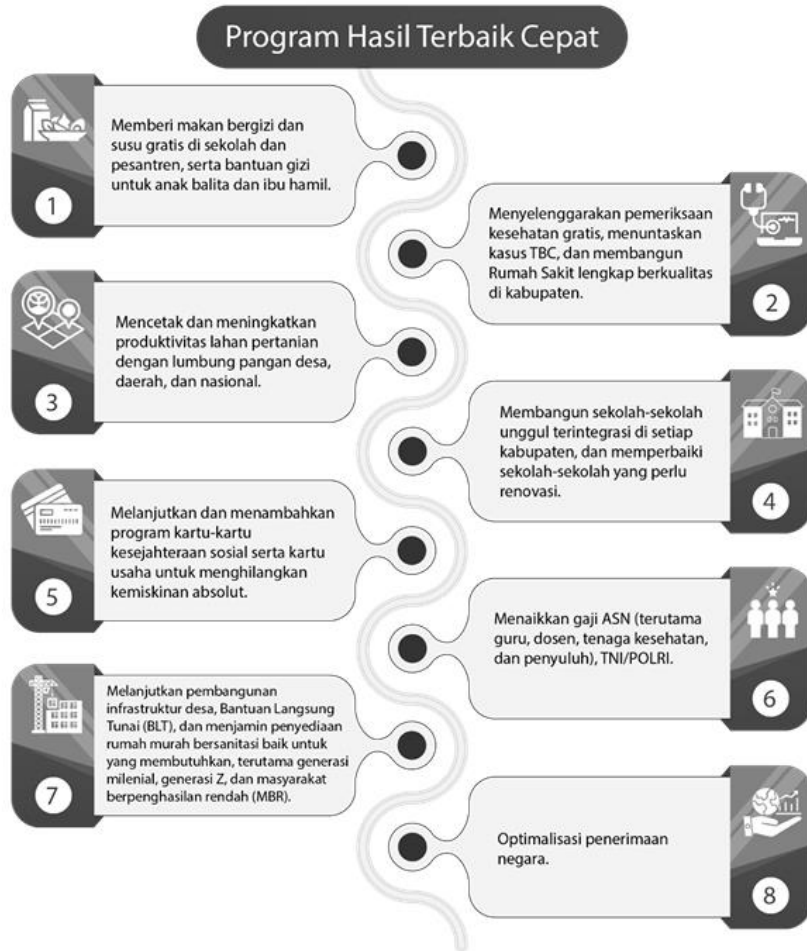 Program Hasil Terbaik Cepat
Memberi makan bergizi dan
susu gratis di sekolah dan
pesantren, serta bantuan gizi
untuk anak balita dan ibu hamil.
1
Menyelenggarakan pemeriksaan
kesehatan gratis, menuntaskan
kasus TBC, dan membangun
Rumah Sakit lengkap berkualitas
di kabupaten.
2
Mencetak dan meningkatkan
produktivitas lahan pertanian
dengan lumbung pangan desa,
daerah, dan nasional.
3
Membangun sekolah-sekolah
unggul terintegrasi di setiap
kabupaten, dan memperbaiki
sekolah-sekolah yang perlu
renovasi.
4
Melanjutkan dan menambahkan
program kartu-kartu
kesejahteraan sosial serta kartu
usaha untuk menghilangkan
kemiskinan absolut.
5
Menaikkan gaji ASN (terutama
guru, dosen, tenaga kesehatan,
dan penyuluh), TNI/POLRI.
6
Melanjutkan pembangunan
infrastruktur desa, Bantuan Langsung
Tunai (BLT), dan menjamin penyediaan
rumah murah bersanitasi baik untuk
yang membutuhkan, terutama generasi
milenial, generasi Z, dan masyarakat
berpenghasilan rendah (MBR).
7
Optimalisasi penerimaan
negara.
8